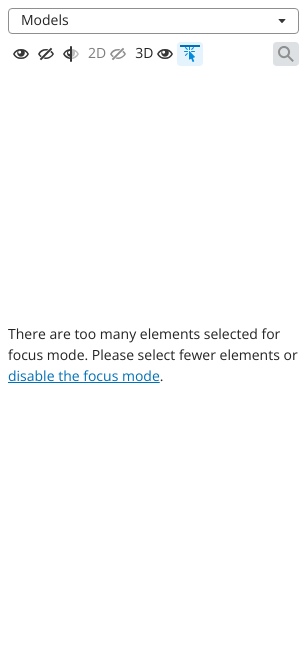 Models
2D 3D
There are too many elements selected for
focus mode. Please select fewer elements or
disable the focus mode.